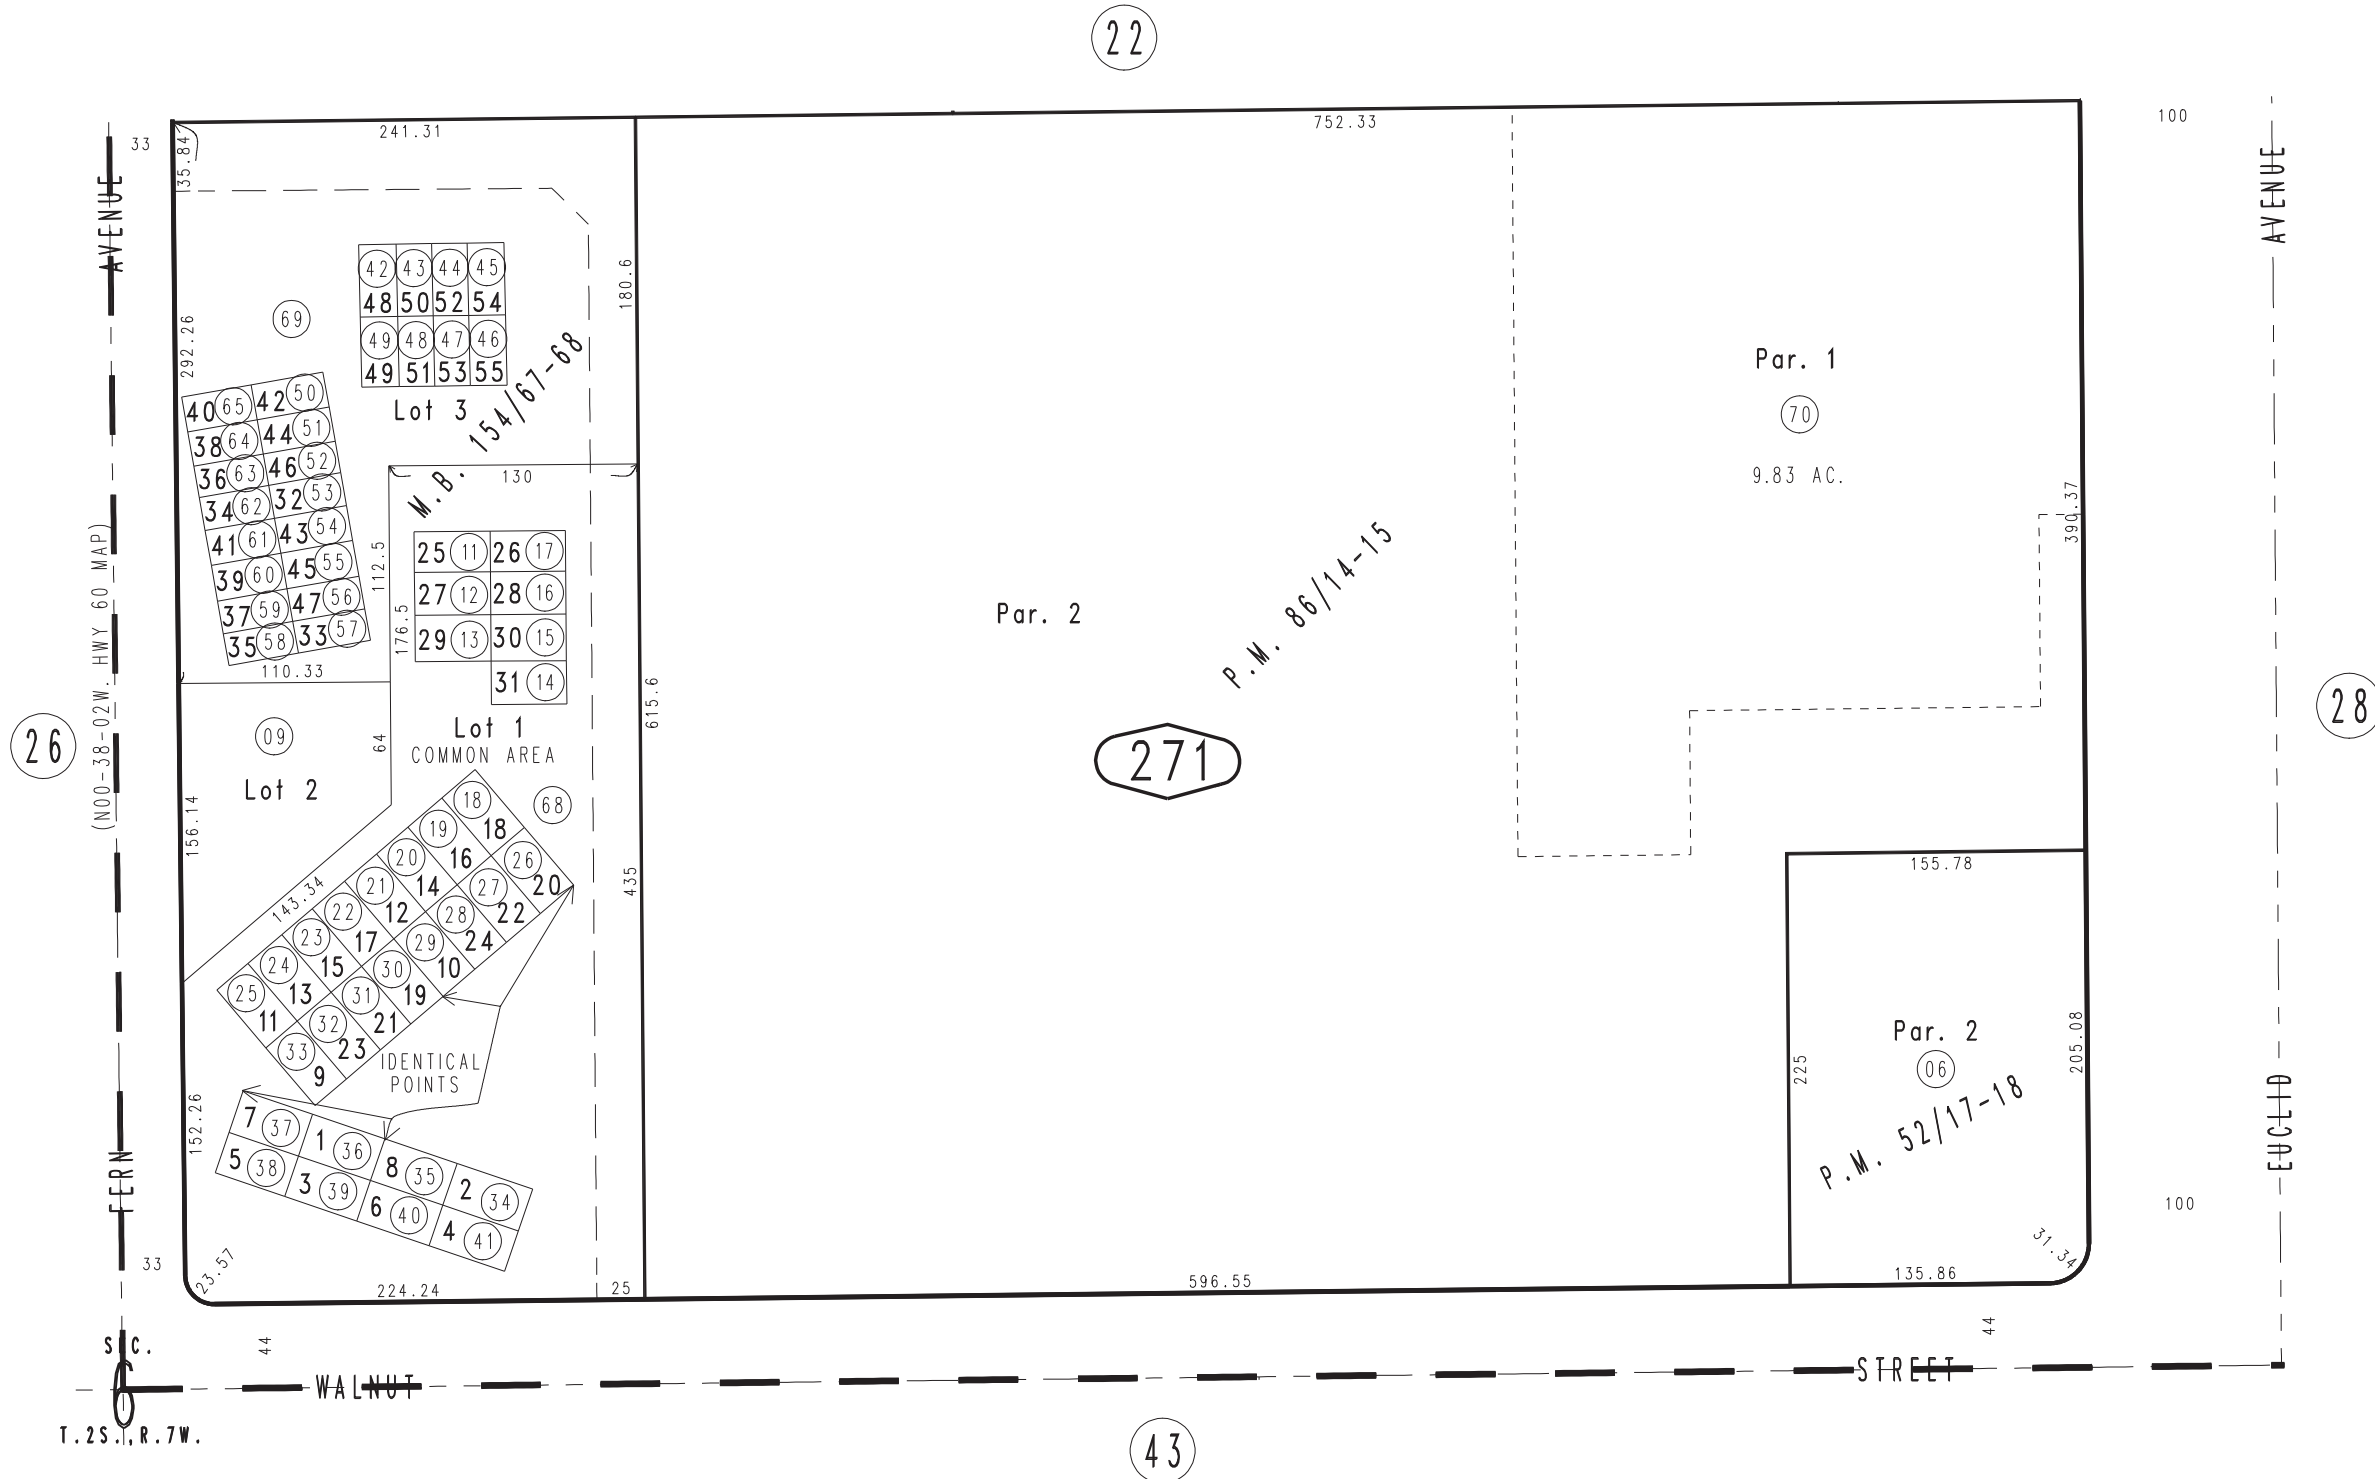 22
241.31
752.33
100
33
35.84
AVENUE
AVENUE
42 43 44 45
48 50 52 54
49 48 47 46
49 51 53 55
Lot 3
69
180.6
292.26
M.B. 154/67-68
Par. 1
70
9.83 AC.
390.37
40 65 42 50
38 64 44 51
36 63 46 52
34 62 32 53
41 61 43 54
39 60 45 55
37 59 47 56
35 58 33 57
110.33
130
112.5
176.5
25 11 26 17
27 12 28 16
29 13 30 15
31 14
Lot 1
COMMON AREA
68
(N00-38-02W. HWY 60 MAP)
Par. 2
P.M. 86/14-15
271
615.6
26
28
09
Lot 2
64
156.14
143.34
435
18 19 20 21 22 23 24 25
18 16 14 12 17 15 13 11
26 27 28 29 30 31 32 33
20 22 24 10 19 21 23 9
IDENTICAL
POINTS
152.26
7 37 1 36 8 35 2 34
5 38 3 39 6 40 4 41
155.78
225
Par. 2
06
P.M. 52/17-18
205.08
31.34
135.86
FERN
EUCLID
100
33
23.57
224.24
25
596.55
44
44
S C.
6
WALNUT
STREET
T.2S.,R.7W.
43